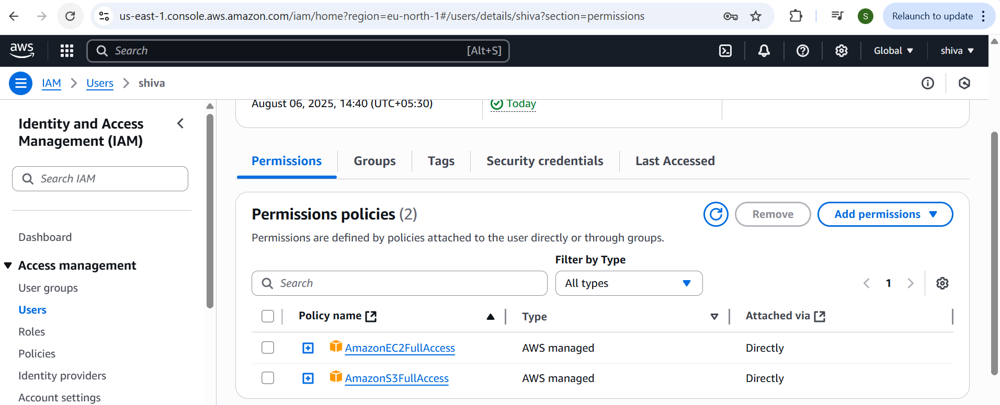 us-east-1.console.aws.amazon.com/iam/home?region=eu-north-1#/users/details/shiva?section=permissions
S
Relaunch to update
aws
Search
[Alt+S]
Global
shiva
IAM
Users
shiva
Identity and Access
Management (IAM)
Search IAM
Dashboard
Access management
User groups
Users
Roles
Policies
Identity providers
Account settings
August 06, 2025, 14:40 (UTC+05:30)
Today
Permissions
Groups
Tags
Security credentials
Last Accessed
Permissions policies (2)
Remove
Add permissions
Permissions are defined by policies attached to the user directly or through groups.
Filter by Type
Search
All types
1
Policy name
Type
Attached via
AmazonEC2FullAccess
AWS managed
Directly
AmazonS3FullAccess
AWS managed
Directly